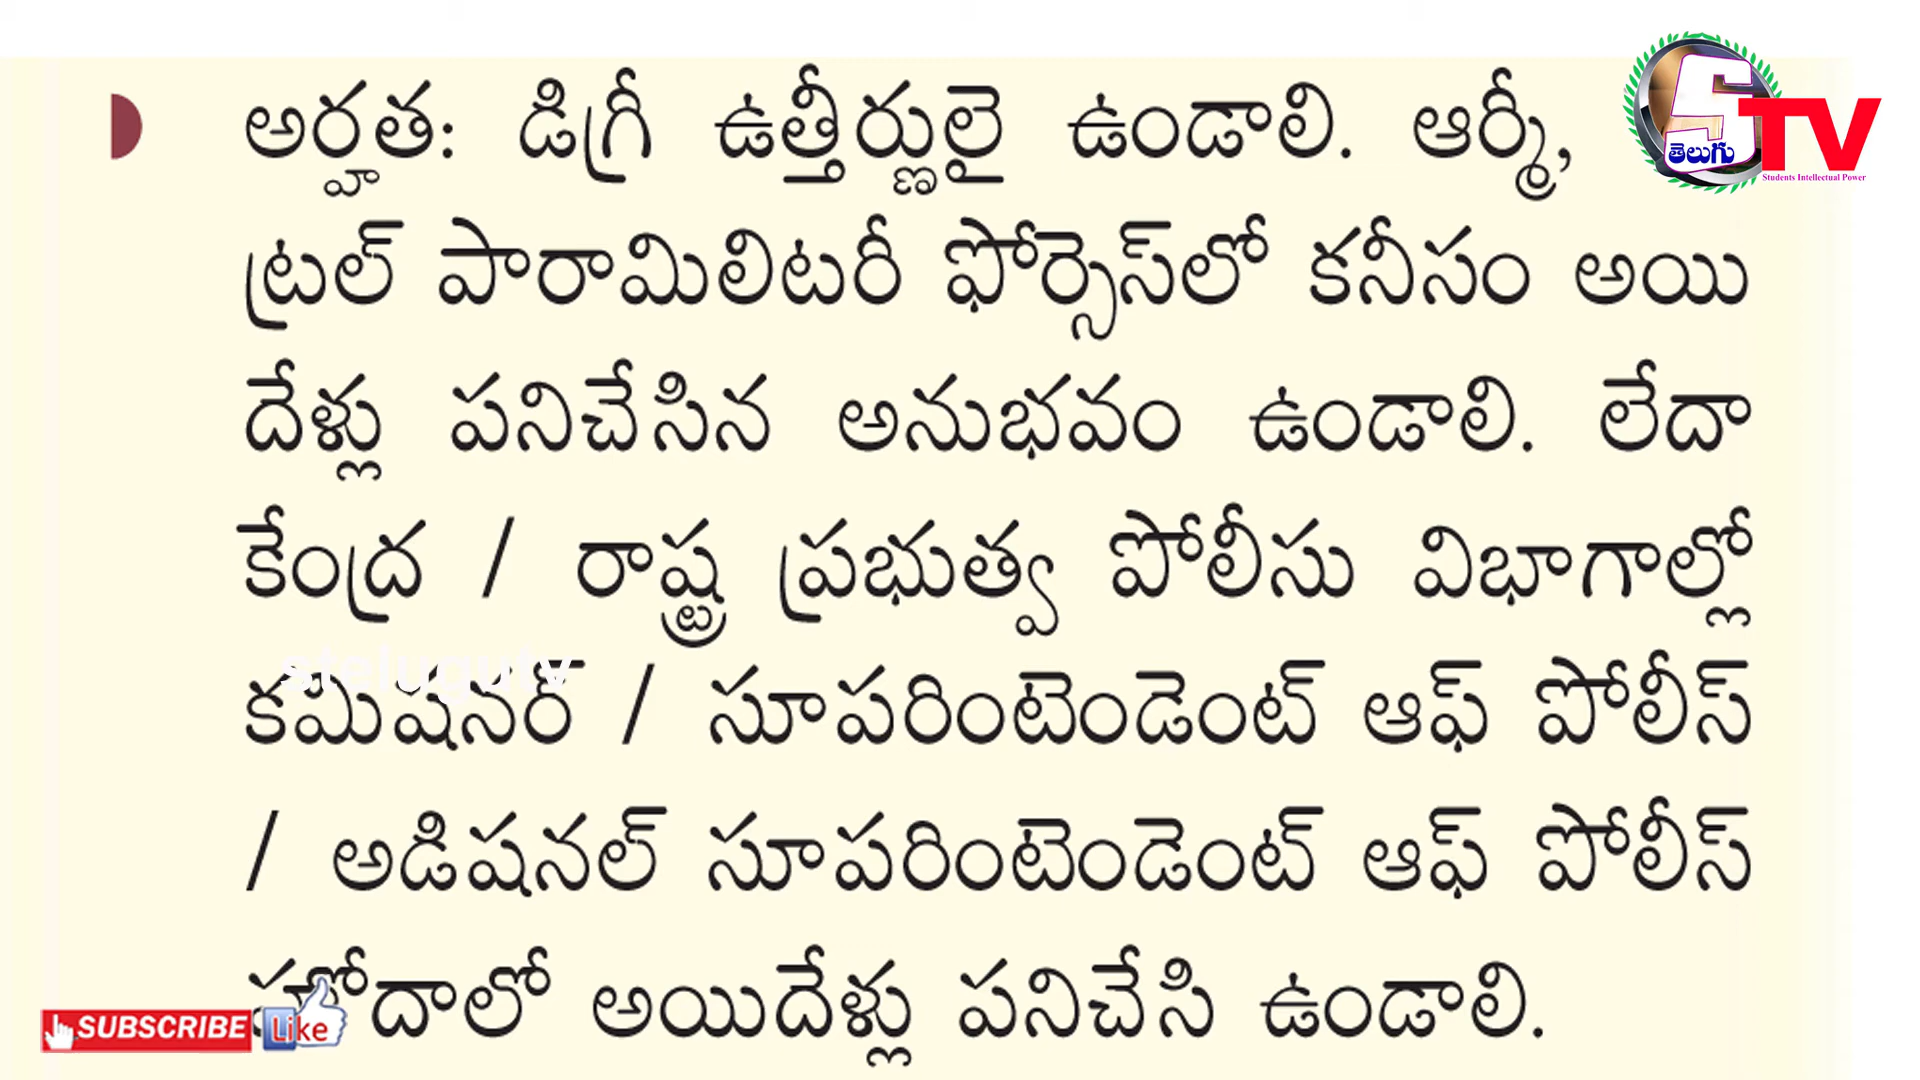 అర్హత: డిగ్రీ ఉత్తీర్ణులై ఉండాలి. ఆర్మీ,
ట్రల్ పారామిలిటరీ ఫోర్సెస్‌లో కనీసం అయి
దేళ్లు పనిచేసిన అనుభవం ఉండాలి. లేదా
కేంద్ర / రాష్ట్ర ప్రభుత్వ పోలీసు విభాగాల్లో
stelugutv
కమీషనర్ / సూపరింటెండెంట్ ఆఫ్ పోలీస్
/ అడిషనల్ సూపరింటెండెంట్ ఆఫ్ పోలీస్
హోదాలో అయిదేళ్లు పనిచేసి ఉండాలి.
S తెలుగు TV
Students Intellectual Power
SUBSCRIBE Like